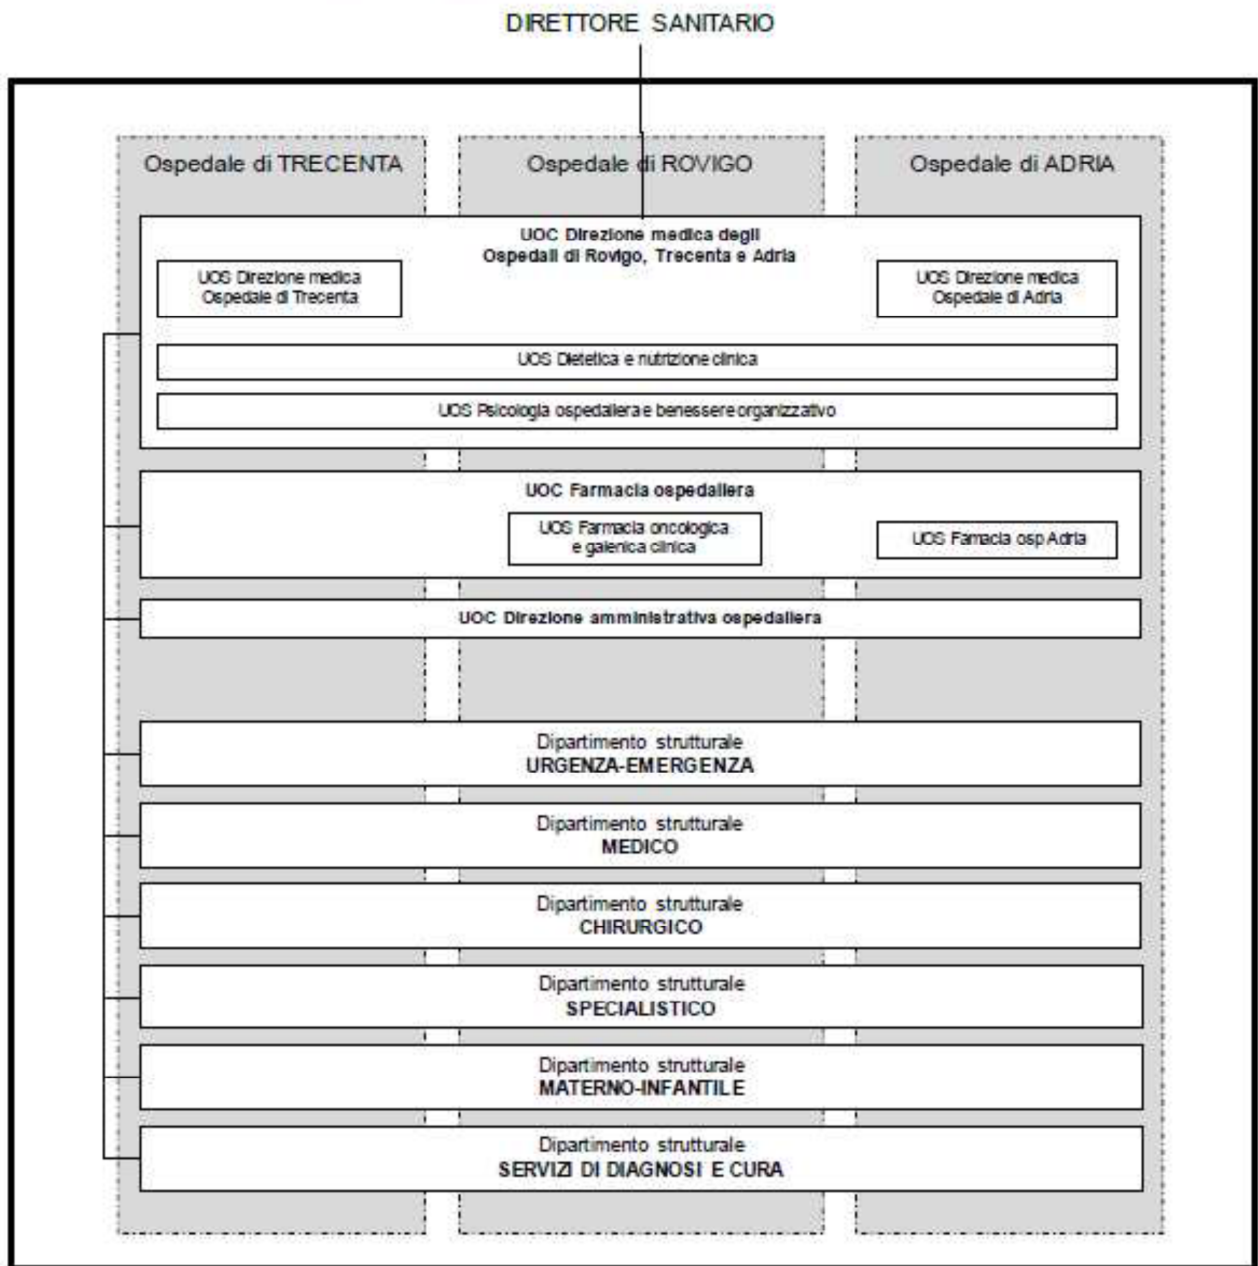 DIRETTORE SANITARIO
Ospedale di TRECENTA
Ospedale di ROVIGO
Ospedale di ADRIA
UOC Direzione medica degli
Ospedali di Rovigo, Trecenta e Adria
UOS Direzione medica
Ospedale di Trecenta
UOS Direzione medica
Ospedale di Adria
UOS Dietetica e nutrizione clinica
UOS Psicologia ospedaliera e benessere organizzativo
UOC Farmacia ospedaliera
UOS Farmacia oncologica
e galenica clinica
UOS Famacia osp Adria
UOC Direzione amministrativa ospedaliera
Dipartimento strutturale
URGENZA-EMERGENZA
Dipartimento strutturale
MEDICO
Dipartimento strutturale
CHIRURGICO
Dipartimento strutturale
SPECIALISTICO
Dipartimento strutturale
MATERNO-INFANTILE
Dipartimento strutturale
SERVIZI DI DIAGNOSI E CURA